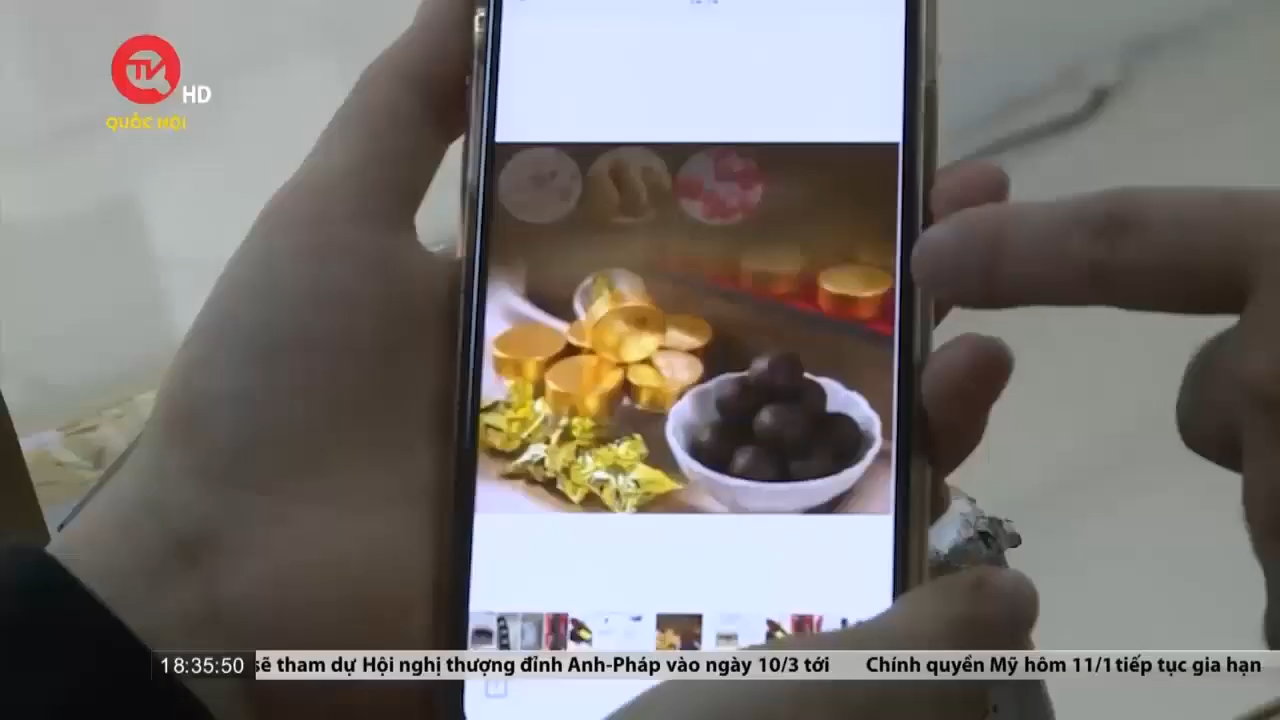 TV
HD
QUỐC HỘI
18:35:50
sẽ tham dự Hội nghị thượng đỉnh Anh-Pháp vào ngày 10/3 tới Chính quyền Mỹ hôm 11/1 tiếp tục gia hạn